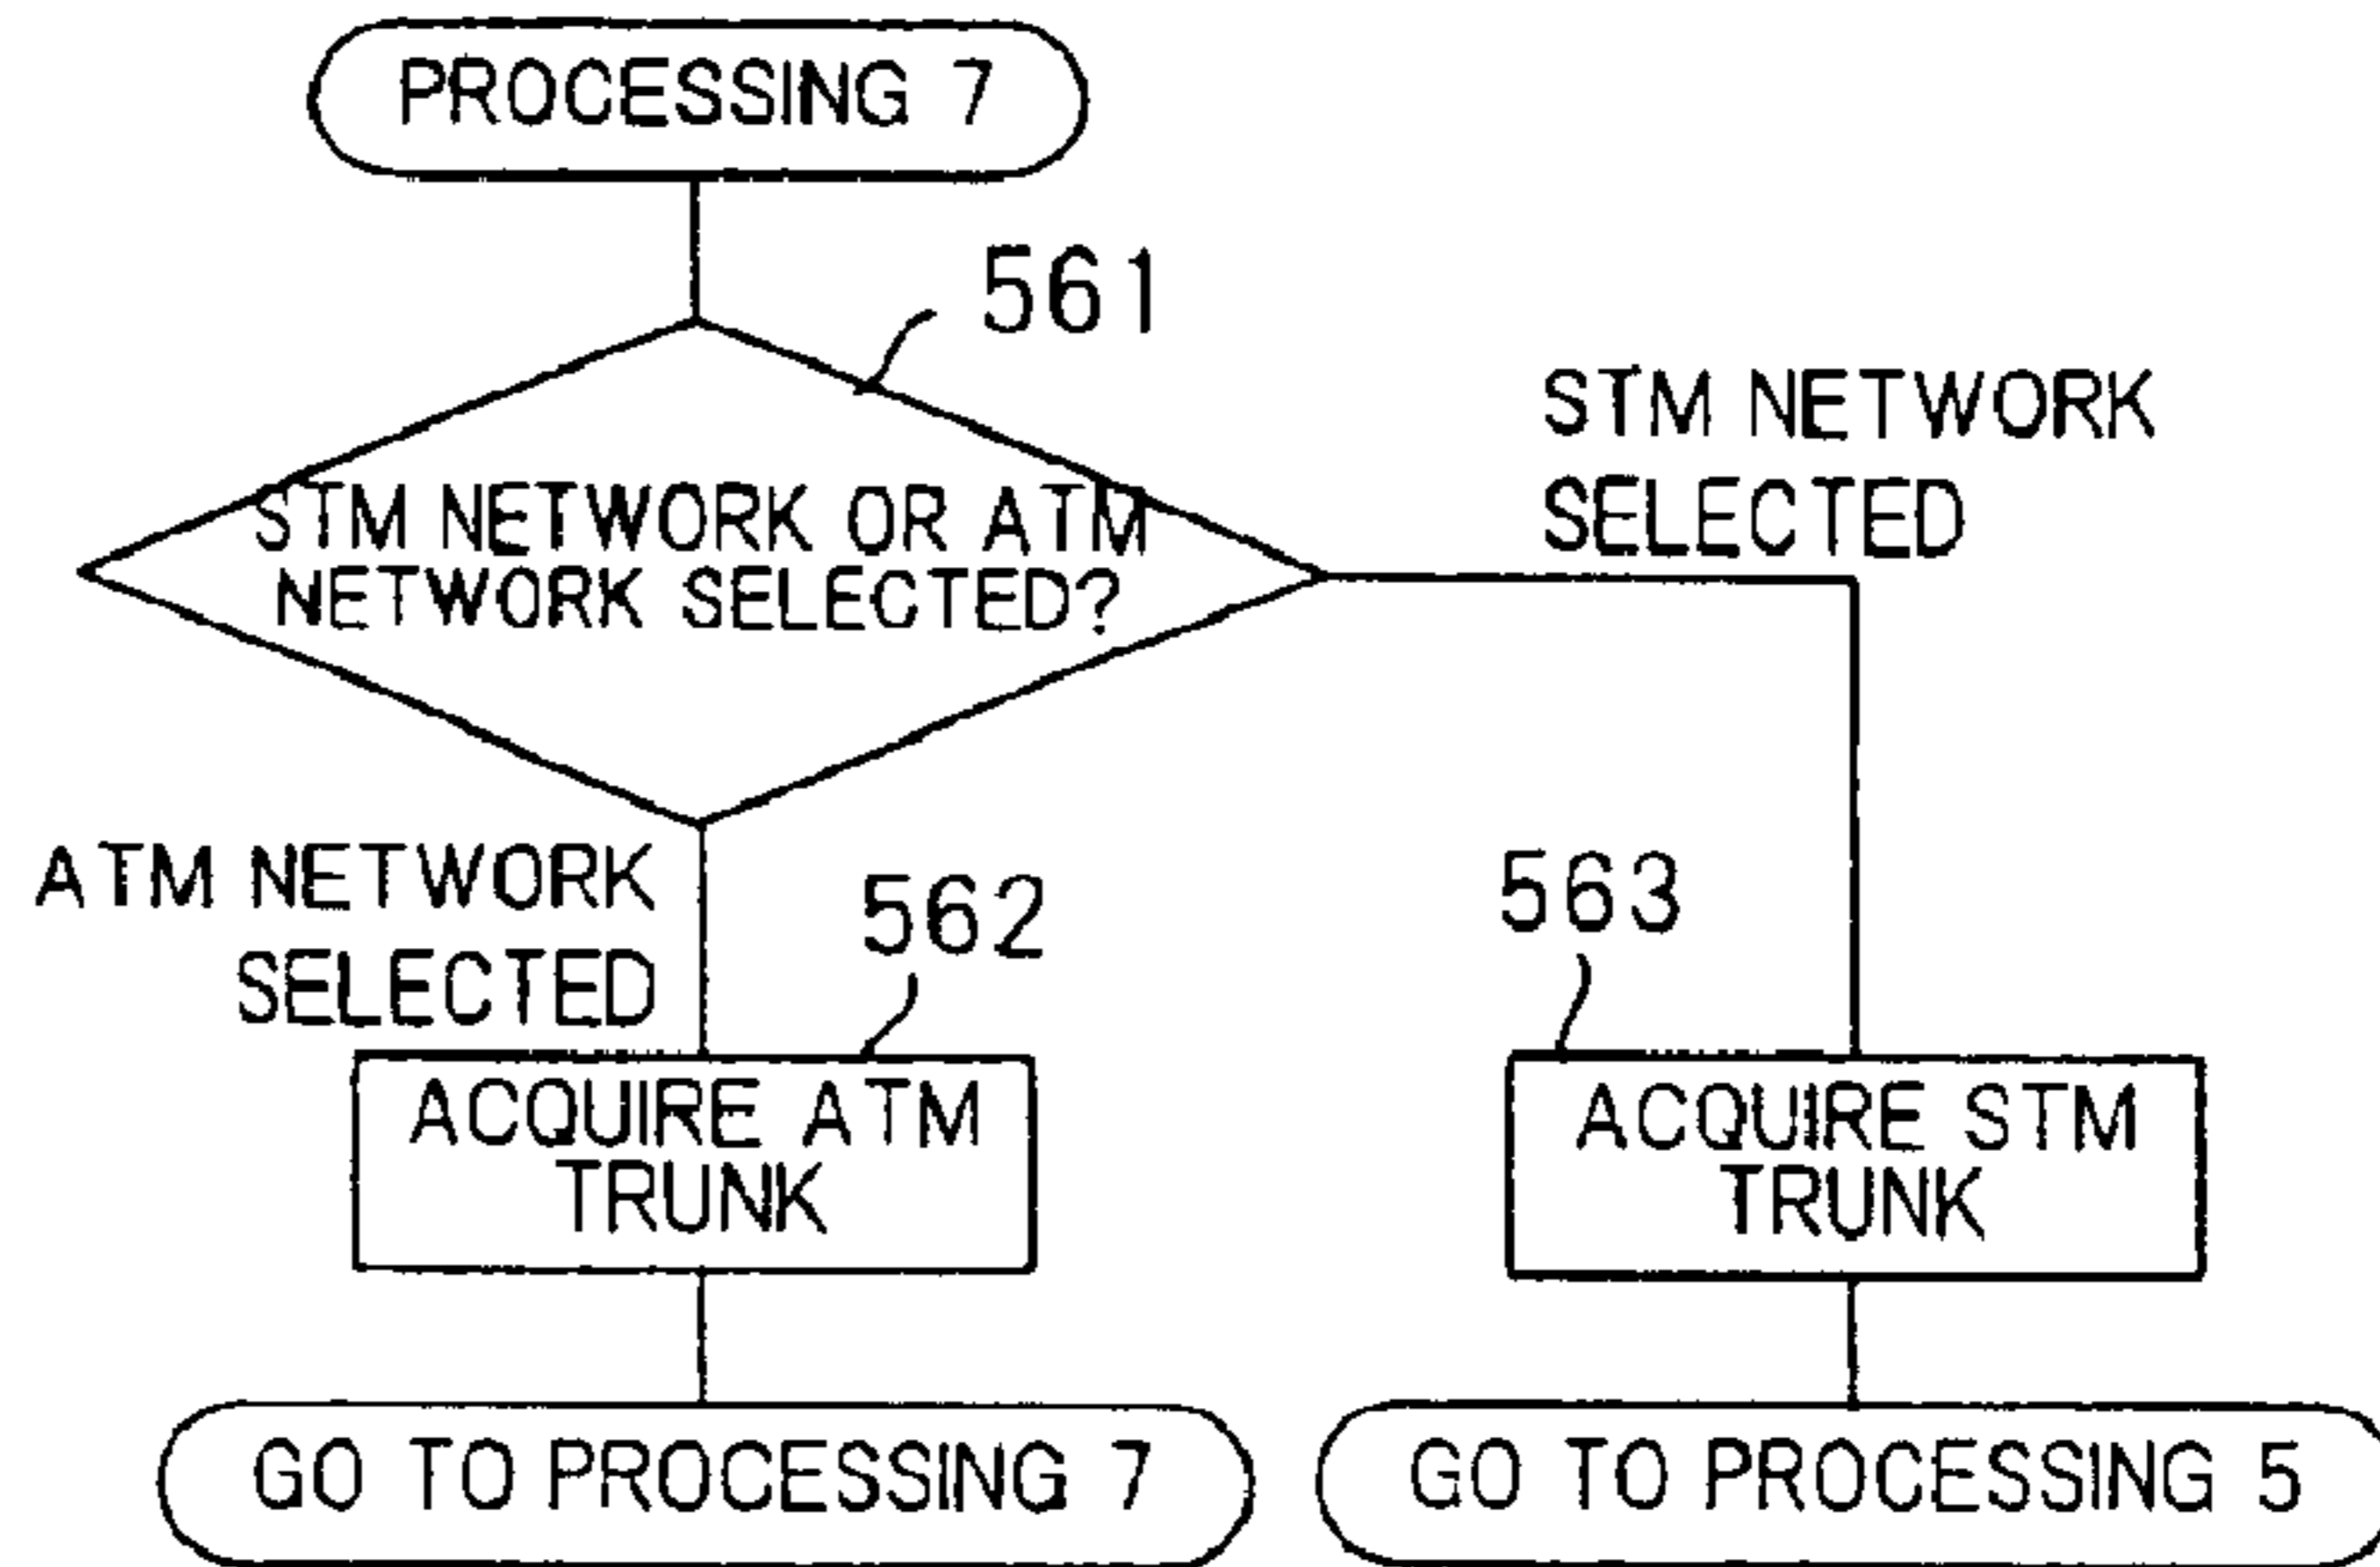 PROCESSING 7
561
STM NETWORK OR ATM
NETWORK SELECTED?
STM NETWORK
SELECTED
ATM NETWORK
SELECTED
562
563
ACQUIRE ATM
TRUNK
ACQUIRE STM
TRUNK
GO TO PROCESSING 7
GO TO PROCESSING 5